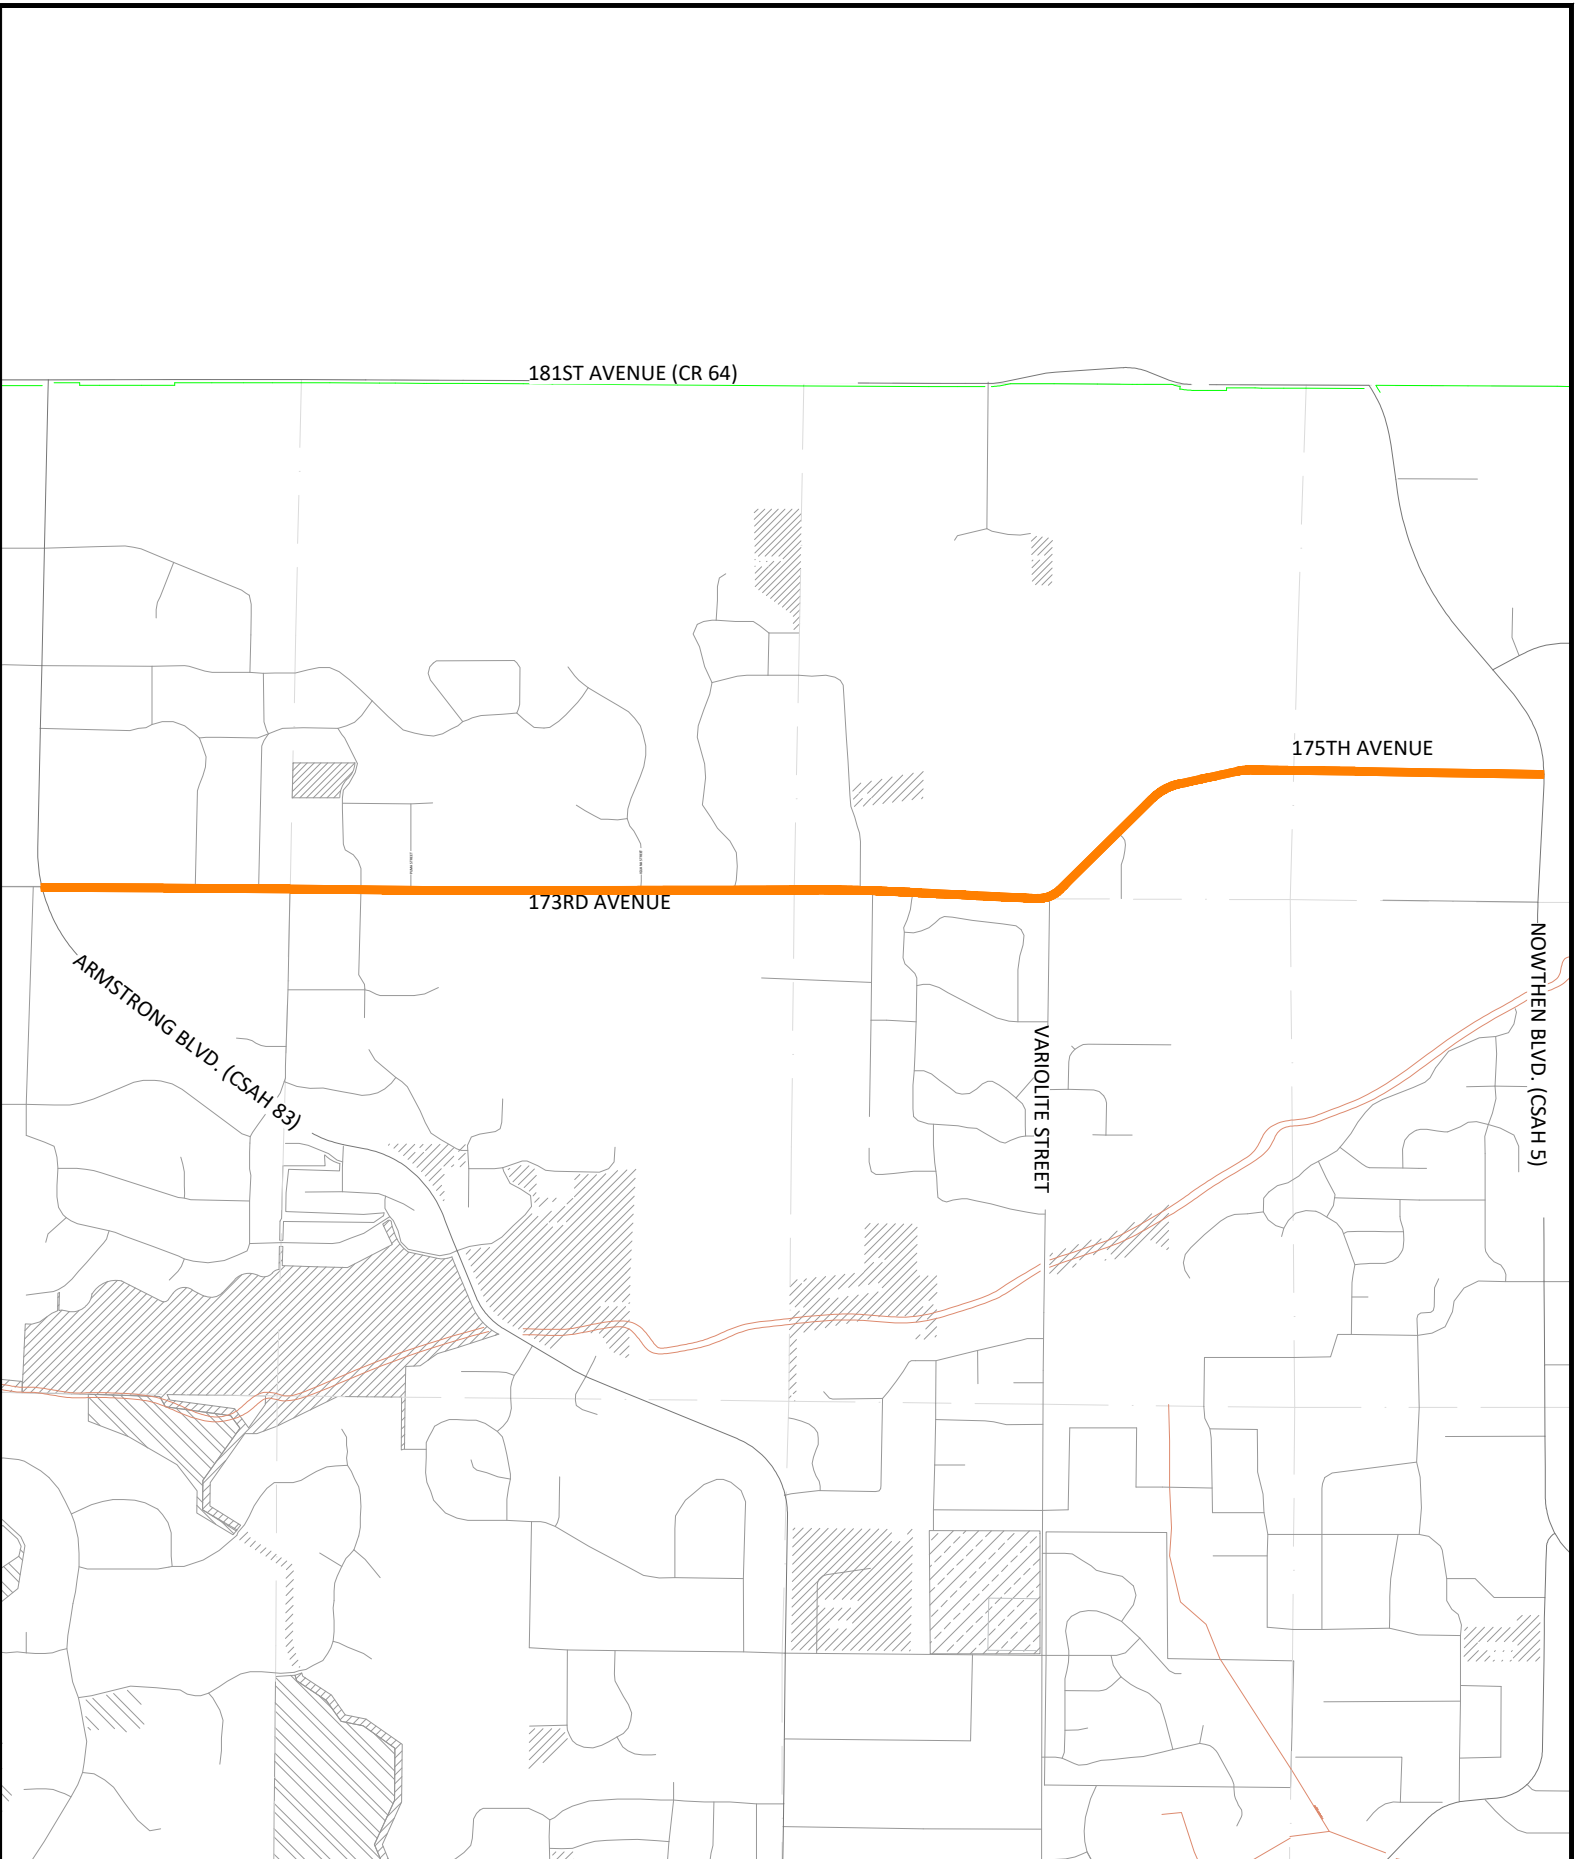 181ST AVENUE (CR 64)
175TH AVENUE
173RD AVENUE
ARMSTRONG BLVD. (CSAH 83)
NOWTHEN BLVD. (CSAH 5)
VARIOLITE STREET